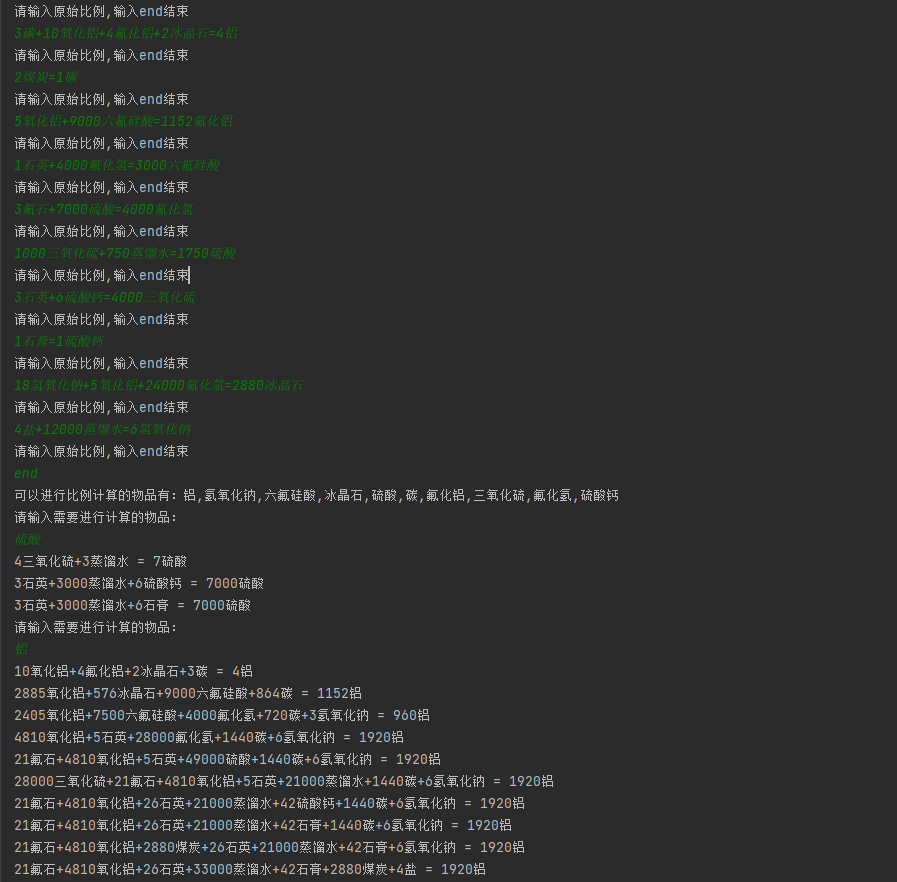 请输入原始比例,输入end结束
3碳+10氧化铝+4氟化铝+2冰晶石=4铝
请输入原始比例,输入end结束
2煤炭=1碳
请输入原始比例,输入end结束
5氧化铝+9000六氟硅酸=1152氟化铝
请输入原始比例,输入end结束
1石英+4000氟化氢=3000六氟硅酸
请输入原始比例,输入end结束
3氟石+7000硫酸=4000氟化氢
请输入原始比例,输入end结束
1000三氧化硫+750蒸馏水=1750硫酸
请输入原始比例,输入end结束
3石英+6硫酸钙=4000三氧化硫
请输入原始比例,输入end结束
1石膏=1硫酸钙
请输入原始比例,输入end结束
18氢氧化钠+5氧化铝+24000氟化氢=2880冰晶石
请输入原始比例,输入end结束
4盐+12000蒸馏水=6氢氧化钠
请输入原始比例,输入end结束
end
可以进行比例计算的物品有: 铝,氢氧化钠,六氟硅酸,冰晶石,硫酸,碳,氟化铝,三氧化硫,氟化氢,硫酸钙
请输入需要进行计算的物品:
硫酸
4三氧化硫+3蒸馏水 = 7硫酸
3石英+3000蒸馏水+6硫酸钙 = 7000硫酸
3石英+3000蒸馏水+6石膏 = 7000硫酸
请输入需要进行计算的物品:
铝
10氧化铝+4氟化铝+2冰晶石+3碳 = 4铝
2885氧化铝+576冰晶石+9000六氟硅酸+864碳 = 1152铝
2405氧化铝+7500六氟硅酸+4000氟化氢+720碳+3氢氧化钠 = 960铝
4810氧化铝+5石英+28000氟化氢+1440碳+6氢氧化钠 = 1920铝
21氟石+4810氧化铝+5石英+49000硫酸+1440碳+6氢氧化钠 = 1920铝
28000三氧化硫+21氟石+4810氧化铝+5石英+21000蒸馏水+1440碳+6氢氧化钠 = 1920铝
21氟石+4810氧化铝+26石英+21000蒸馏水+42硫酸钙+1440碳+6氢氧化钠 = 1920铝
21氟石+4810氧化铝+26石英+21000蒸馏水+42石膏+1440碳+6氢氧化钠 = 1920铝
21氟石+4810氧化铝+2880煤炭+26石英+21000蒸馏水+42石膏+6氢氧化钠 = 1920铝
21氟石+4810氧化铝+26石英+33000蒸馏水+42石膏+2880煤炭+4盐 = 1920铝